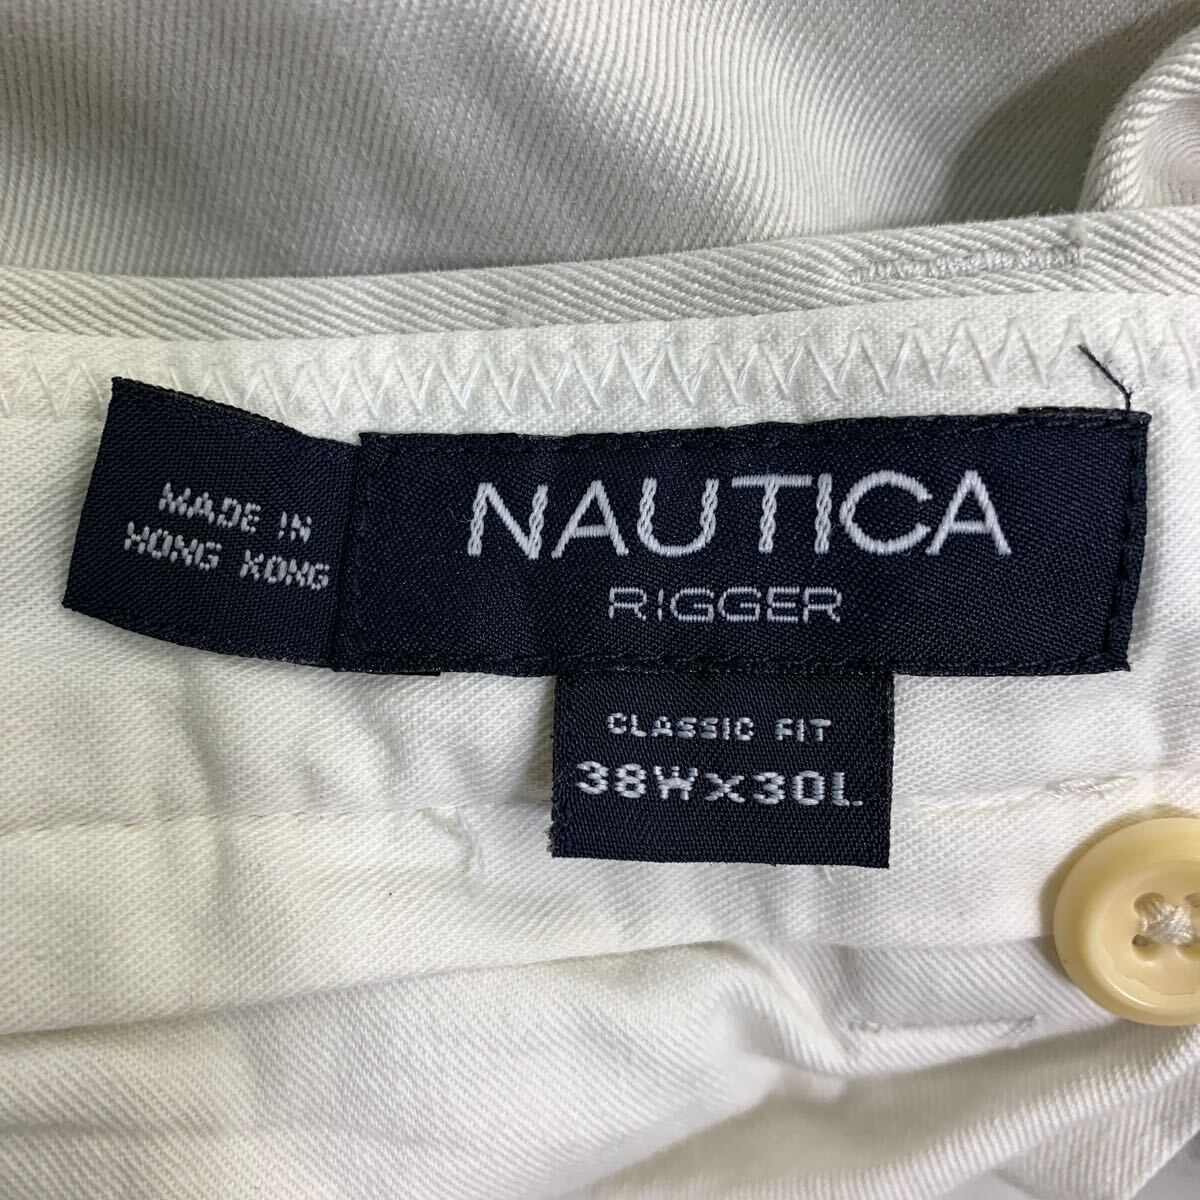 MADE IN
HONG KONG
NAUTICA
RIGGER
CLASSIC FIT
38WX30L